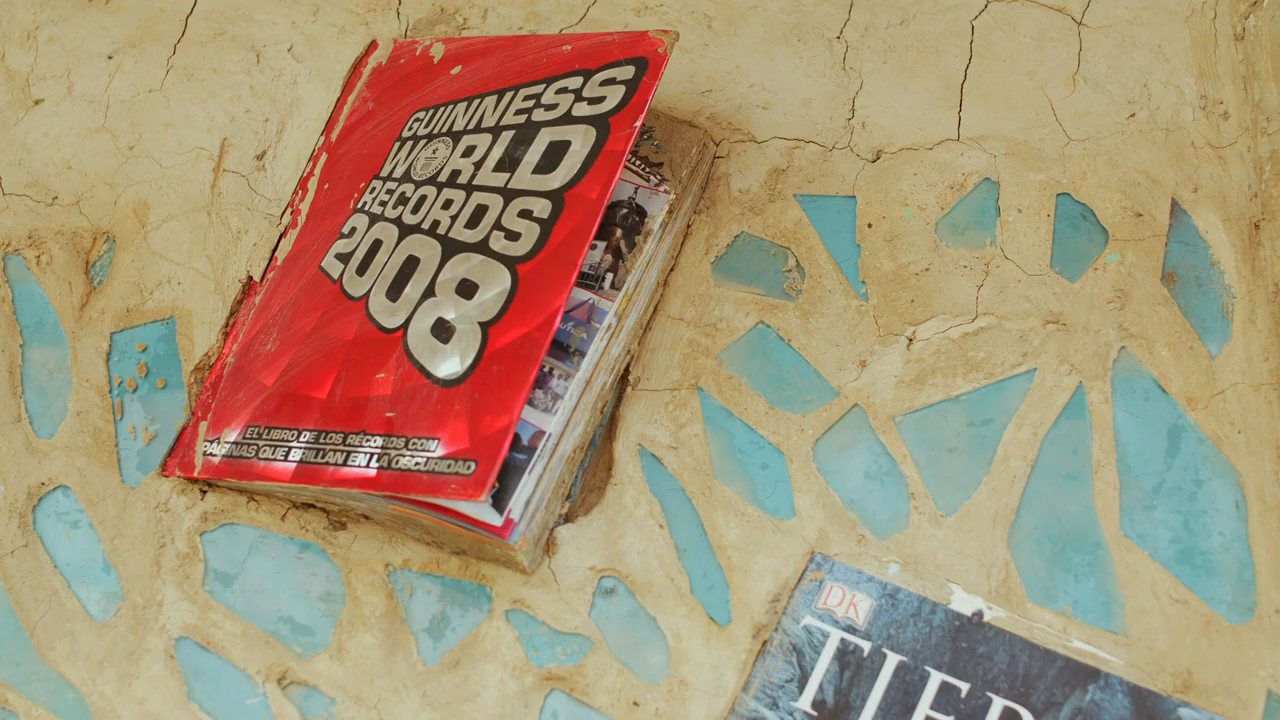 GUINNESS
WORLD
RECORDS
2008
EL LIBRO DE LOS RÉCORDS CON
PÁGINAS QUE BRILLAN EN LA OSCURIDAD
DK